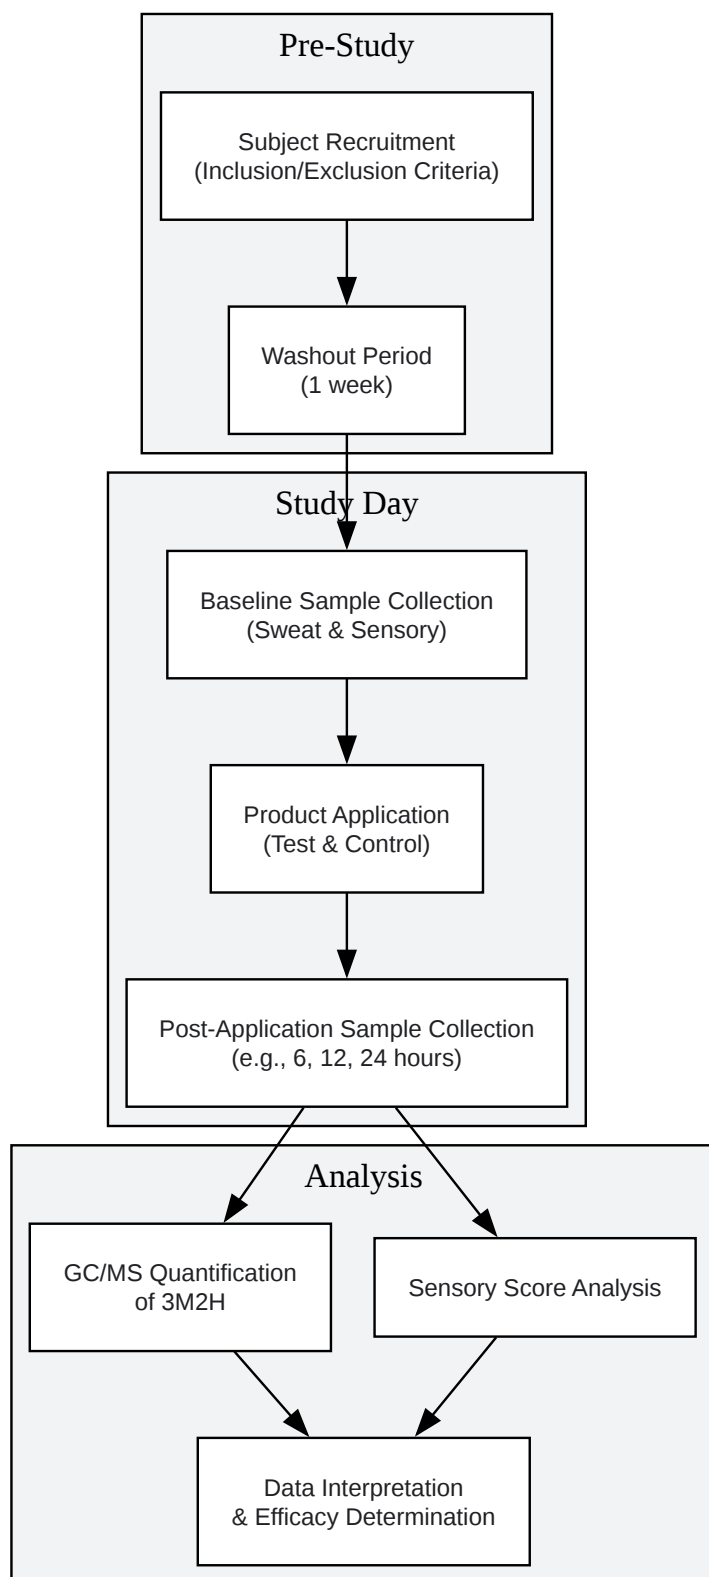 Pre-Study
Subject Recruitment
(Inclusion/Exclusion Criteria)
Washout Period
(1 week)
Study Day
Baseline Sample Collection
(Sweat & Sensory)
Product Application
(Test & Control)
Post-Application Sample Collection
(e.g., 6, 12, 24 hours)
Analysis
GC/MS Quantification
of 3M2H
Sensory Score Analysis
Data Interpretation
& Efficacy Determination